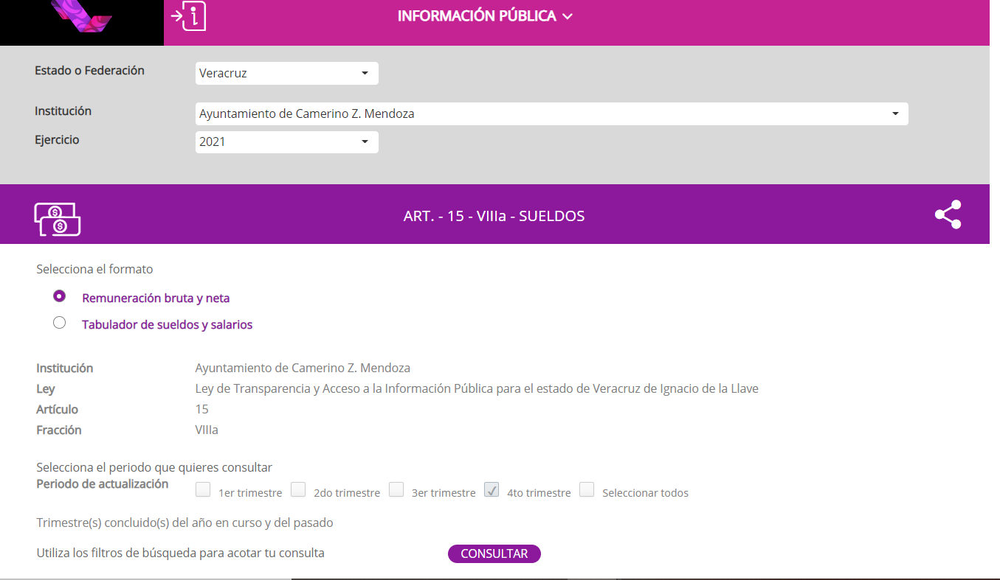 INFORMACIÓN PÚBLICA
Estado o Federación Veracruz
Institución Ayuntamiento de Camerino Z. Mendoza
Ejercicio 2021
ART. - 15 - VIIIa - SUELDOS
Selecciona el formato
Remuneración bruta y neta
Tabulador de sueldos y salarios
Institución Ayuntamiento de Camerino Z. Mendoza
Ley Ley de Transparencia y Acceso a la Información Pública para el estado de Veracruz de Ignacio de la Llave
Artículo 15
Fracción VIIIa
Selecciona el periodo que quieres consultar
Periodo de actualización 1er trimestre 2do trimestre 3er trimestre 4to trimestre Seleccionar todos
Trimestre(s) concluido(s) del año en curso y del pasado
Utiliza los filtros de búsqueda para acotar tu consulta CONSULTAR